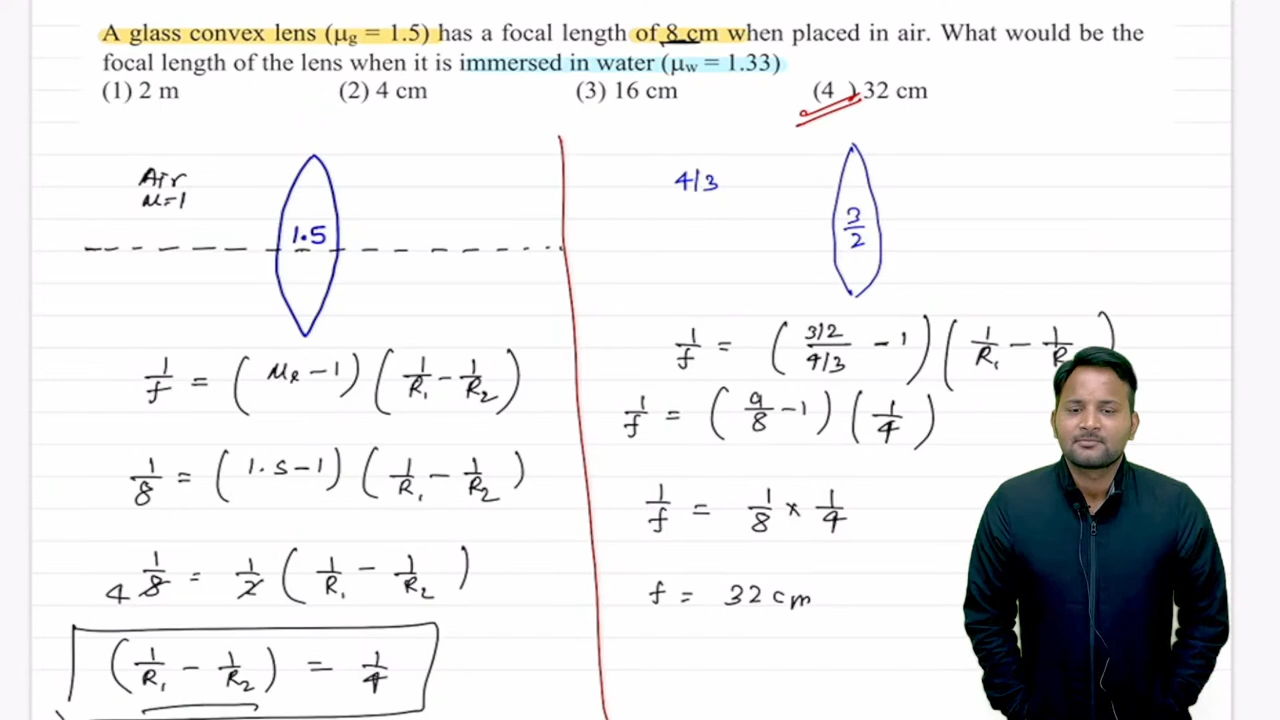 A glass convex lens (μg = 1.5) has a focal length of 8 cm when placed in air. What would be the
focal length of the lens when it is immersed in water (μw = 1.33)
(1) 2 m (2) 4 cm (3) 16 cm (4 ) 32 cm
Air
μ=1
1.5
1/f = (μr − 1) (1/R1 − 1/R2)
1/8 = (1.5 − 1) (1/R1 − 1/R2)
4 1/8 = 1/2 (1/R1 − 1/R2)
(1/R1 − 1/R2) = 1/4
4/3
3/2
1/f = ((3/2)/(4/3) − 1) (1/R1 − 1/R)
1/f = (9/8 − 1) (1/4)
1/f = 1/8 × 1/4
f = 32 cm